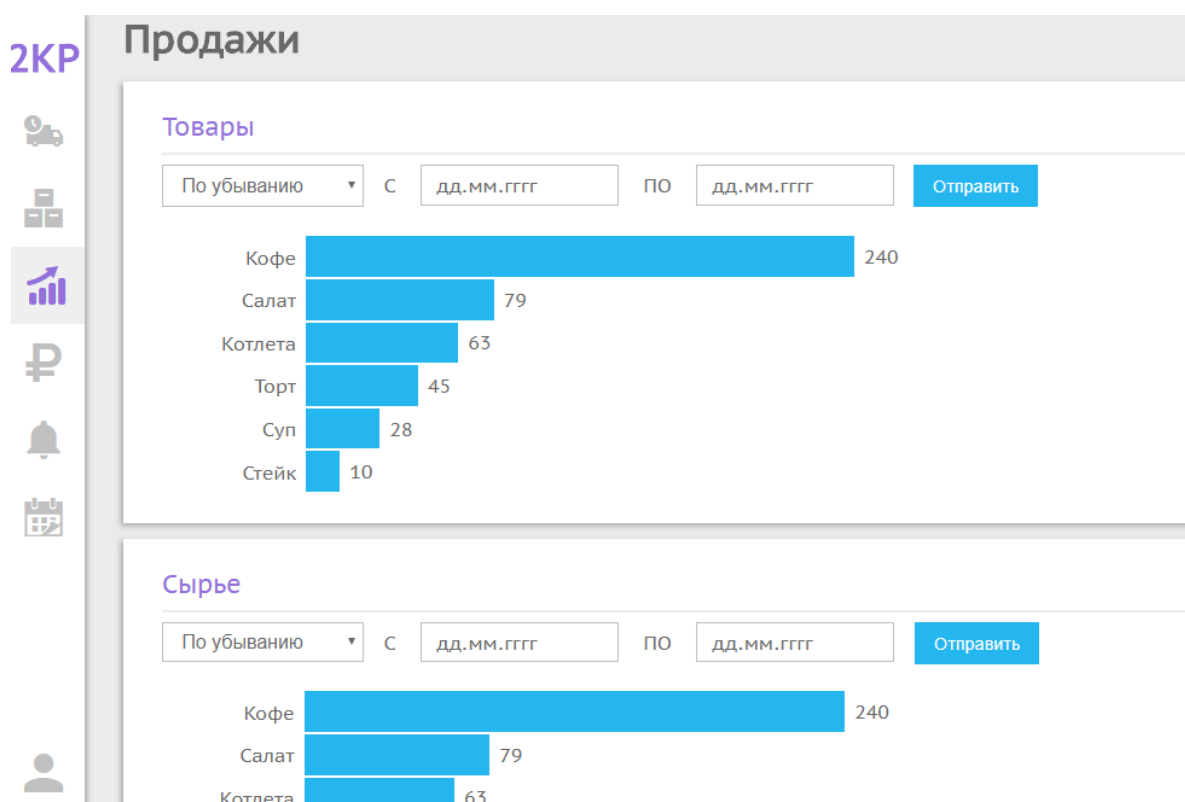 2KP
Продажи
Товары
По убыванию С дд.мм.гггг ПО дд.мм.гггг Отправить
Кофе 240
Салат 79
Котлета 63
Торт 45
Суп 28
Стейк 10
Сырье
По убыванию С дд.мм.гггг ПО дд.мм.гггг Отправить
Кофе 240
Салат 79
Котлета 63